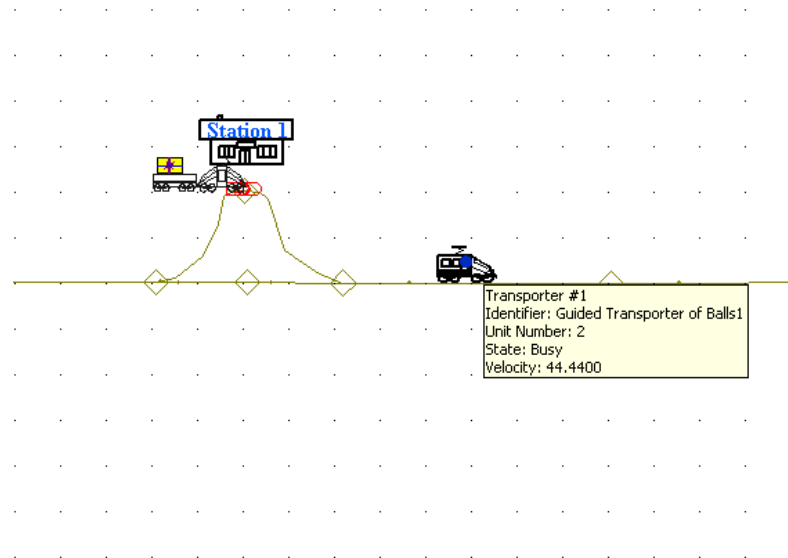 Station 1
Transporter #1
Identifier: Guided Transporter of Balls1
Unit Number: 2
State: Busy
Velocity: 44.4400